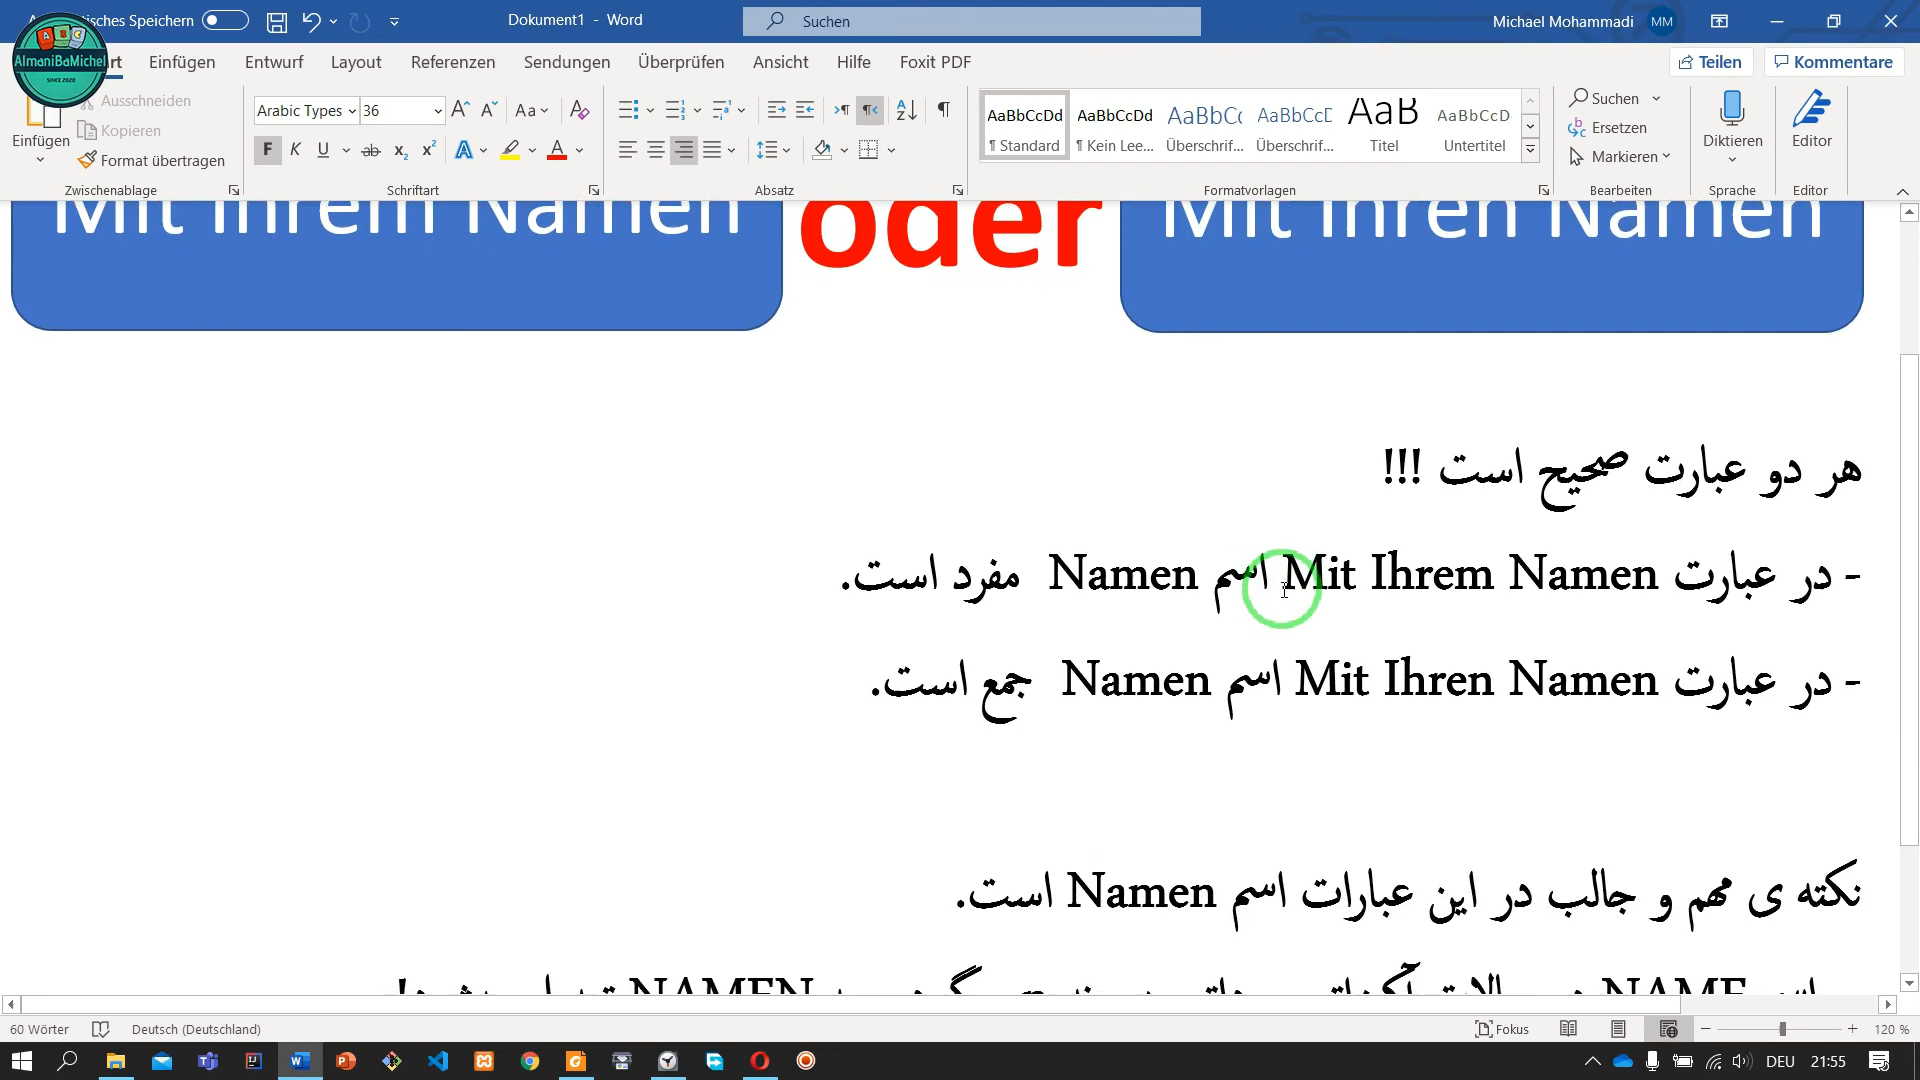 Dokument1 - Word
Suchen
Michael Mohammadi MM
Einfügen Entwurf Layout Referenzen Sendungen Überprüfen Ansicht Hilfe Foxit PDF
Teilen Kommentare
AlmaniBaMichel
SINCE 2020
Einfügen
Ausschneiden
Kopieren
Format übertragen
Arabic Types 36
AaBbCcDd AaBbCcDd AaBbC AaBbCcD AaB AaBbCcD
¶ Standard ¶ Kein Lee... Überschrif... Überschrif... Titel Untertitel
Suchen
Ersetzen
Markieren
Diktieren
Editor
Zwischenablage Schriftart Absatz Formatvorlagen Bearbeiten Sprache Editor
Mit Ihrem Namen oder Mit Ihren Namen
هر دو عبارت صحیح است !!!
- در عبارت Mit Ihrem Namen اسم Namen مفرد است.
- در عبارت Mit Ihren Namen اسم Namen جمع است.
نکته ی مهم و جالب در این عبارات اسم Namen است.
60 Wörter Deutsch (Deutschland) Fokus 120 %
DEU 21:55